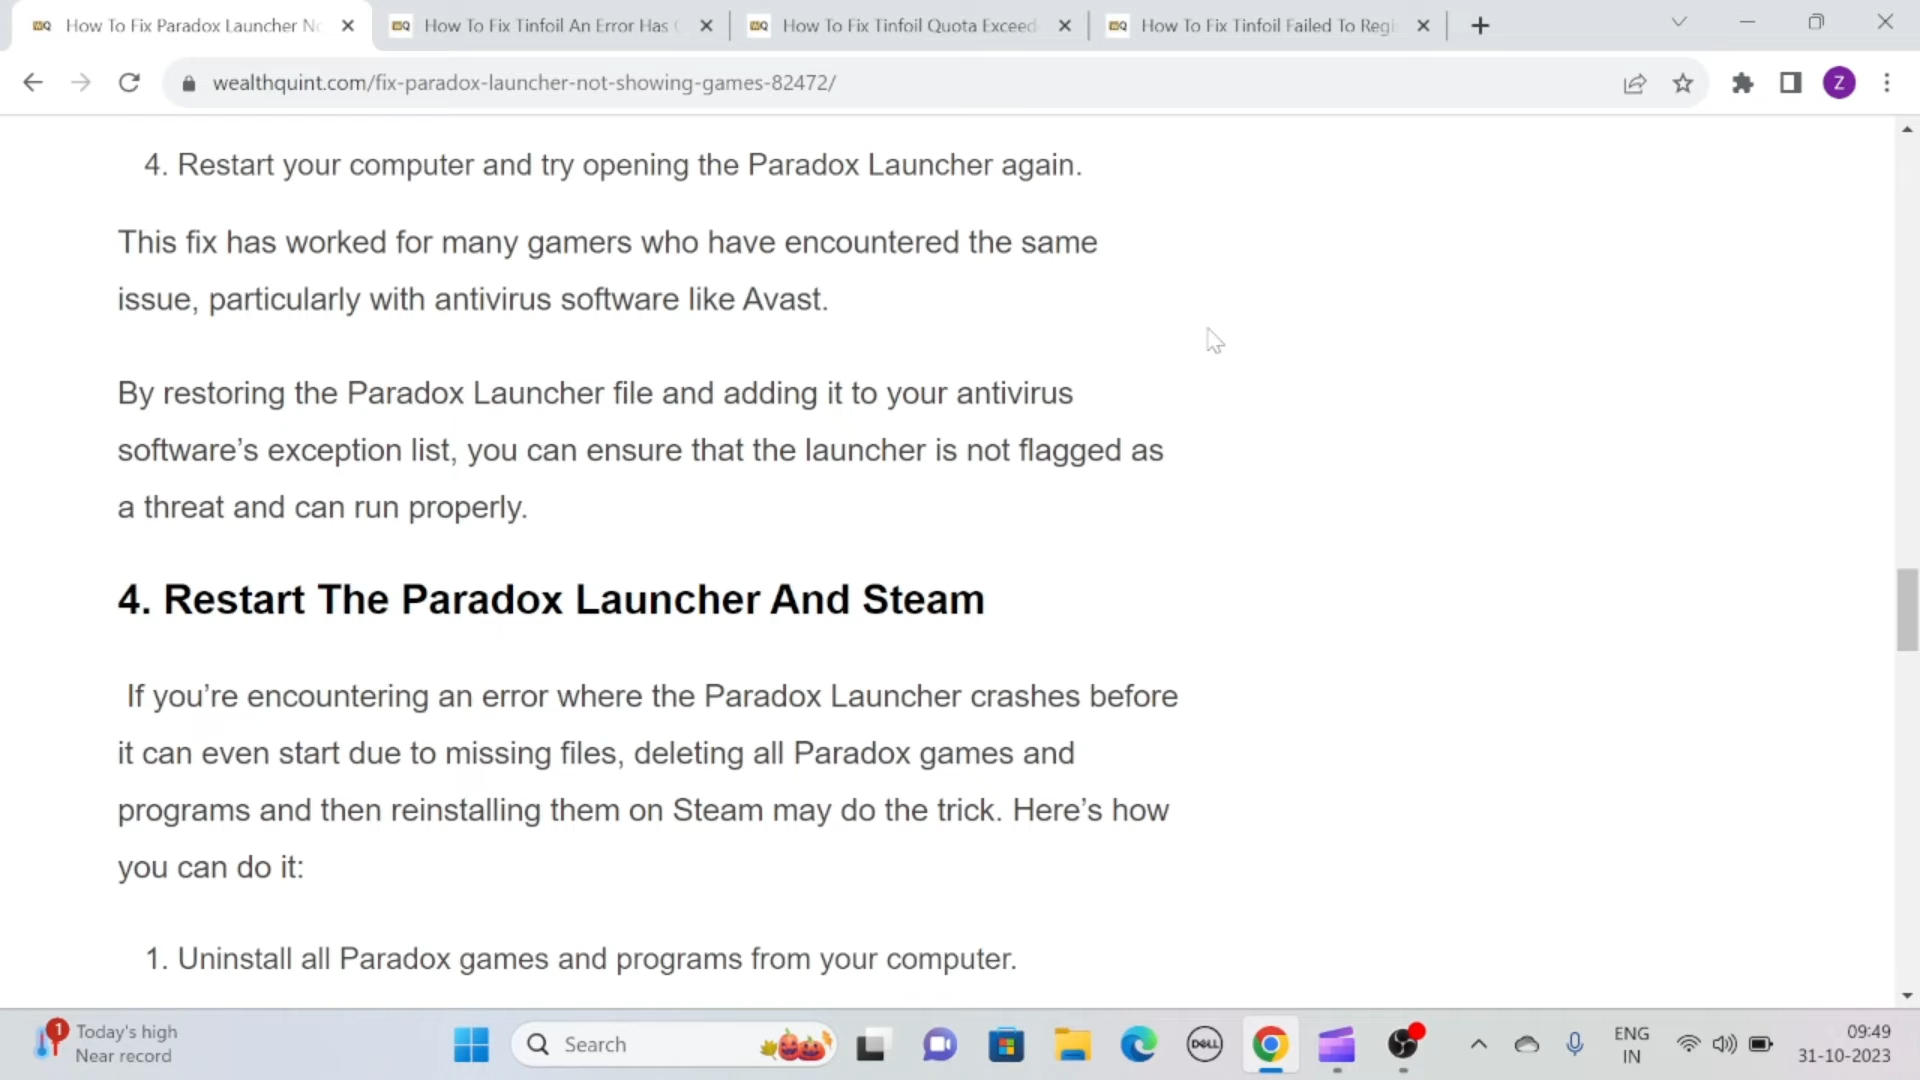 How To Fix Paradox Launcher
How To Fix Tinfoil An Error Has
How To Fix Tinfoil Quota Exceed
How To Fix Tinfoil Failed To Regi
wealthquint.com/fix-paradox-launcher-not-showing-games-82472/
Z
4. Restart your computer and try opening the Paradox Launcher again.
This fix has worked for many gamers who have encountered the same
issue, particularly with antivirus software like Avast.
By restoring the Paradox Launcher file and adding it to your antivirus
software’s exception list, you can ensure that the launcher is not flagged as
a threat and can run properly.
4. Restart The Paradox Launcher And Steam
If you’re encountering an error where the Paradox Launcher crashes before
it can even start due to missing files, deleting all Paradox games and
programs and then reinstalling them on Steam may do the trick. Here’s how
you can do it:
1. Uninstall all Paradox games and programs from your computer.
1
Today's high
Near record
Search
DELL
ENG
IN
09:49
31-10-2023